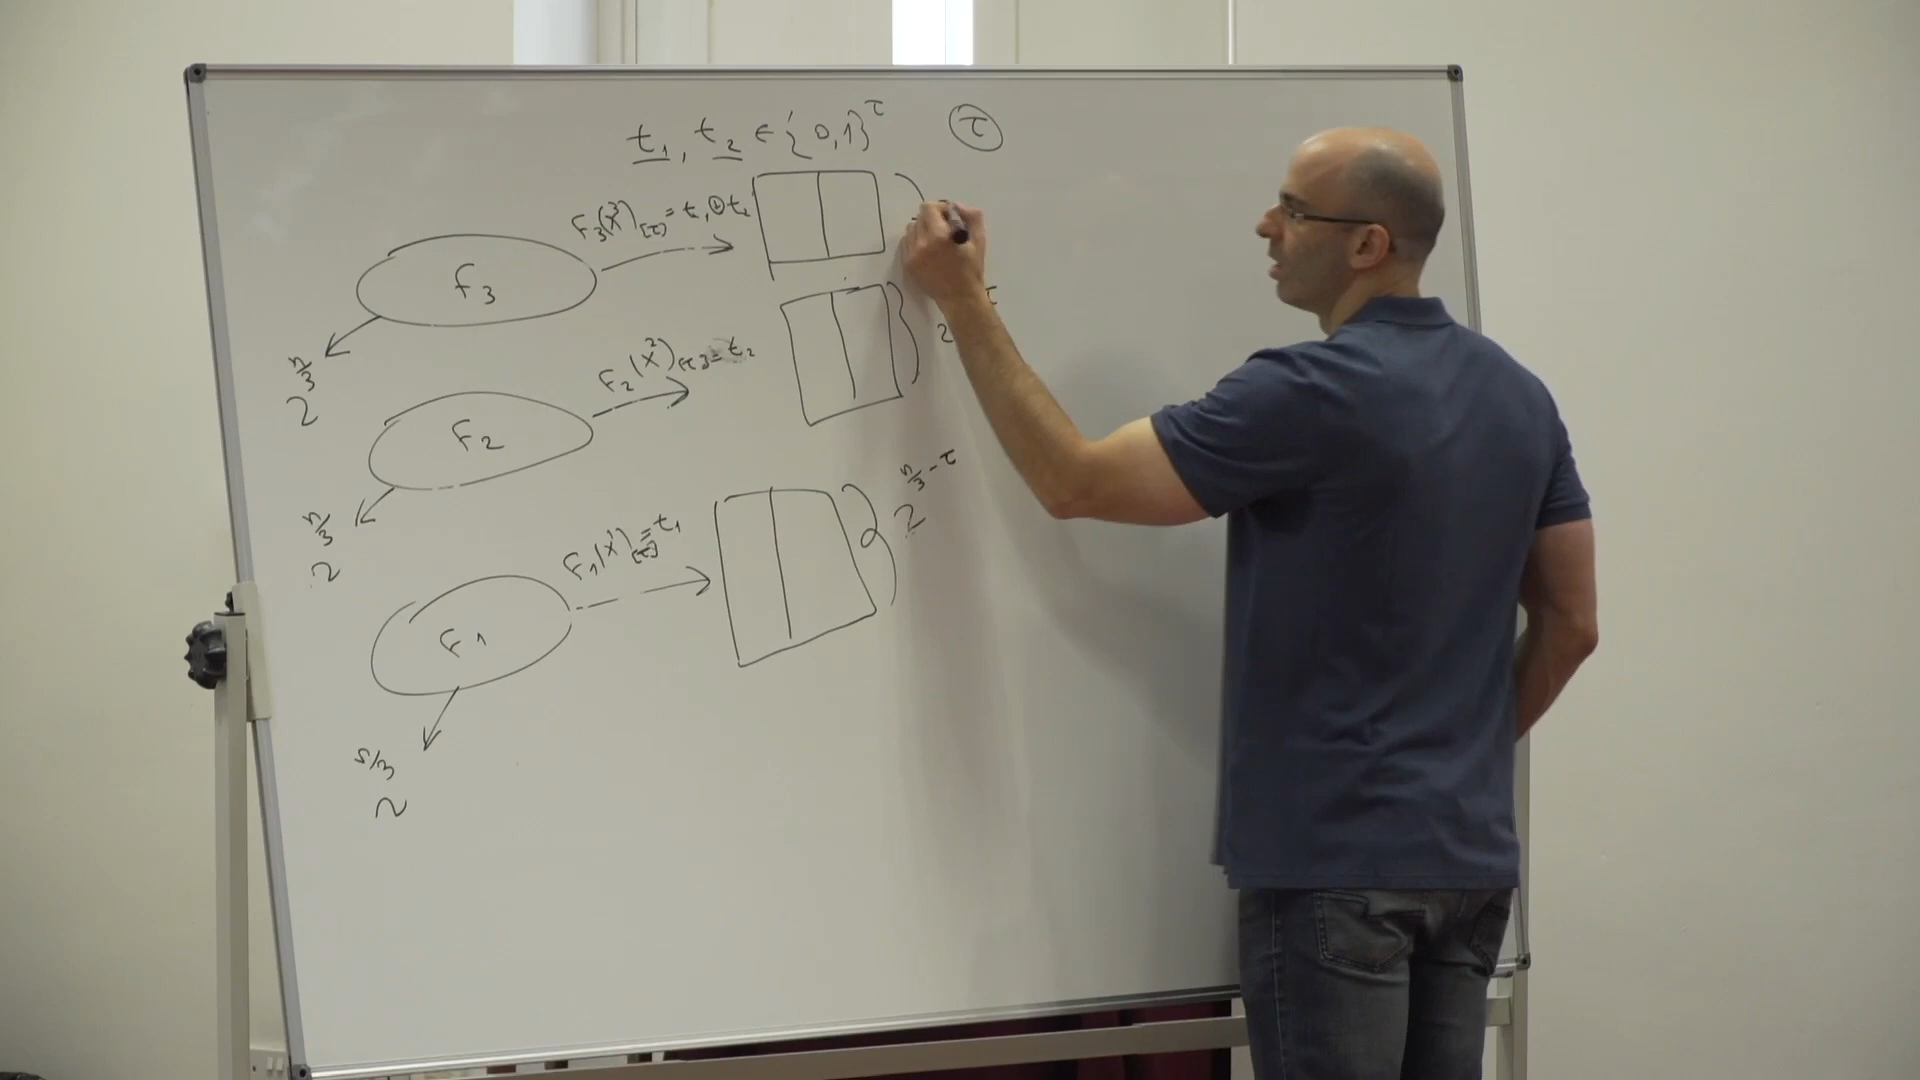 t₁, t₂ ∈ {0,1}^τ   τ
F₃(x³)[τ] = t₁⊕t₂
F₃
2^(n/3)
F₂(x²)[τ] = t₂
2
F₂
2^(n/3)
F₁(x¹)[τ] = t₁
2^(n/3 - τ)
F₁
2^(n/3)